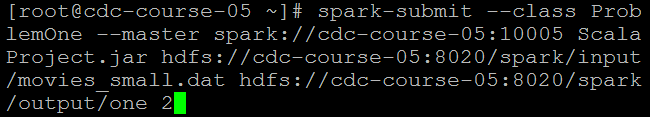 [root@cdc-course-05 ~]# spark-submit --class Prob
lemOne --master spark://cdc-course-05:10005 Scala
Project.jar hdfs://cdc-course-05:8020/spark/input
/movies_small.dat hdfs://cdc-course-05:8020/spark
/output/one 2